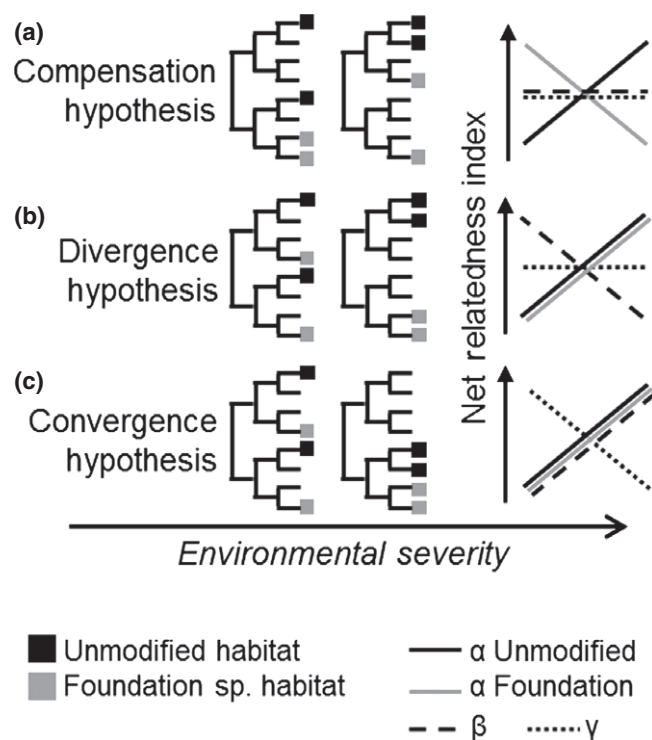 (a)
Compensation
hypothesis
(b)
Divergence
hypothesis
(c)
Convergence
hypothesis
Net relatedness index
Environmental severity
Unmodified habitat
Foundation sp. habitat
α Unmodified
α Foundation
β
γ